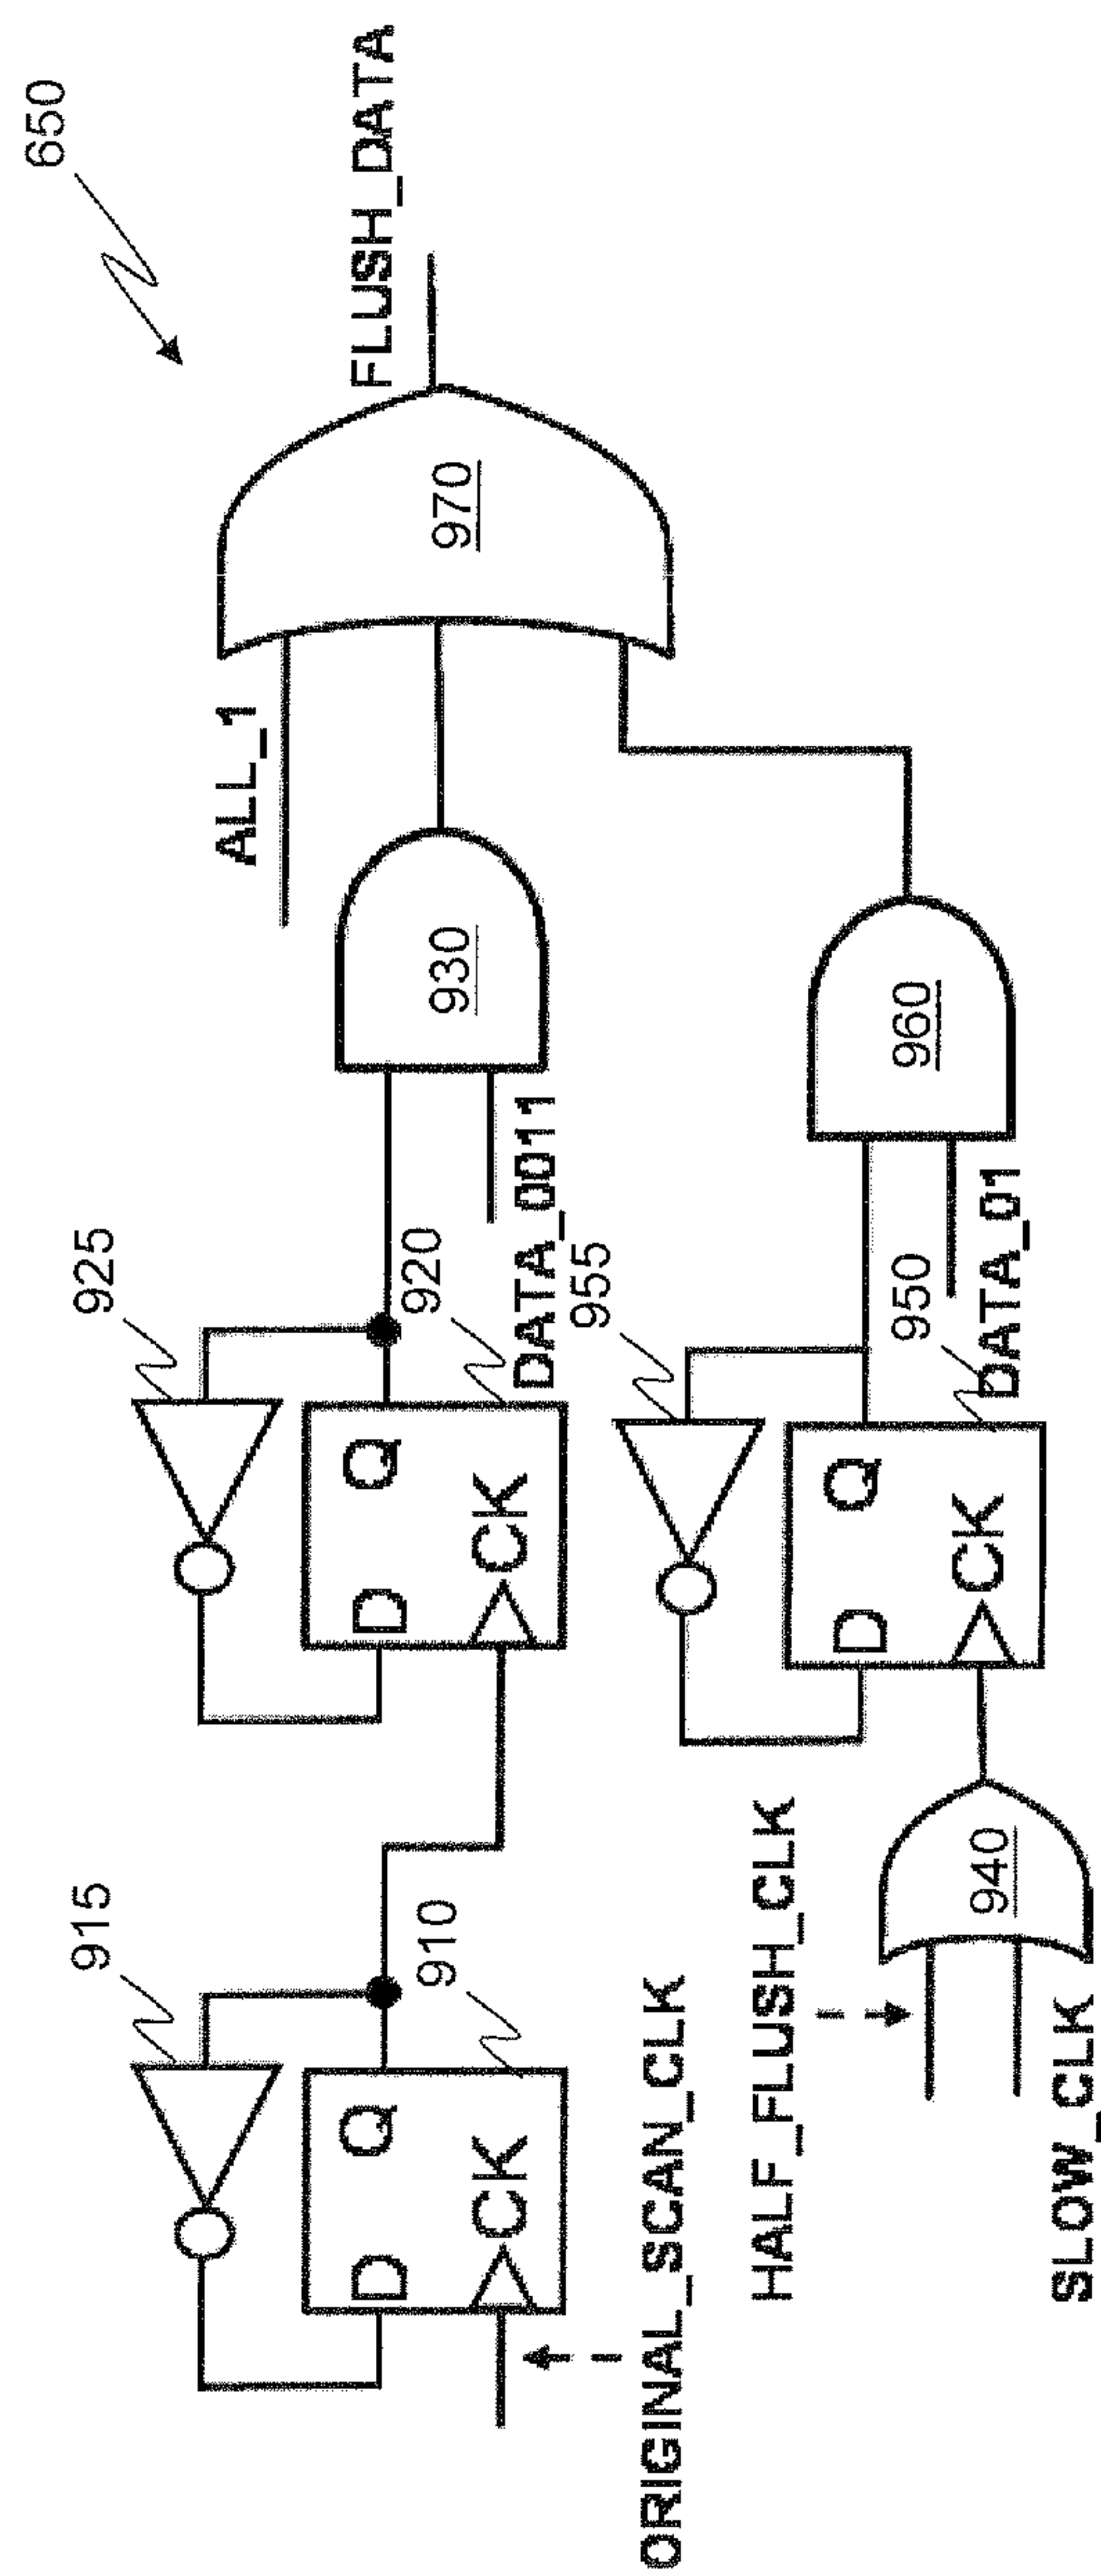 650
FLUSH_DATA
970
ALL_1
930
DATA_0011
925
920
D
Q
CK
915
910
D
Q
CK
ORIGINAL_SCAN_CLK
960
DATA_01
955
950
D
Q
CK
940
HALF_FLUSH_CLK
SLOW_CLK